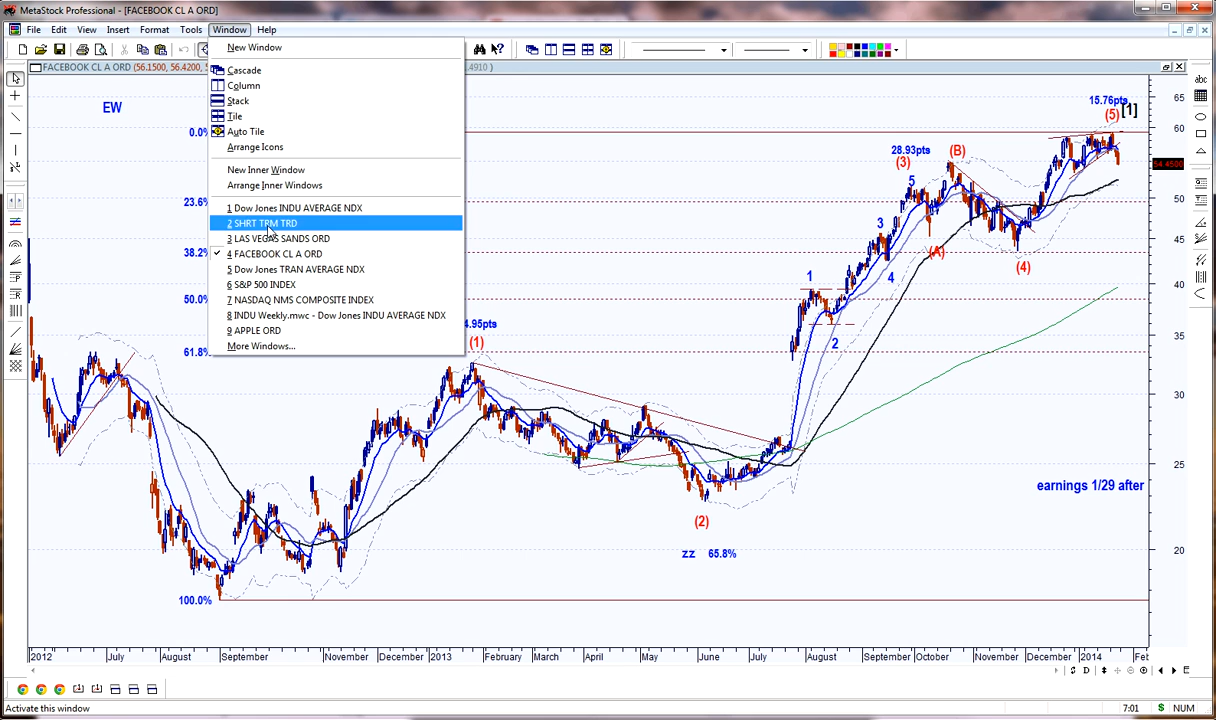 MetaStock Professional - [FACEBOOK CL A ORD]
File Edit View Insert Format Tools Window Help
FACEBOOK CL A ORD (56.1500, 56.4200, 5
4910 )
New Window
Cascade
Column
Stack
Tile
Auto Tile
Arrange Icons
New Inner Window
Arrange Inner Windows
1 Dow Jones INDU AVERAGE NDX
2 SHRT TRM TRD
3 LAS VEGAS SANDS ORD
4 FACEBOOK CL A ORD
5 Dow Jones TRAN AVERAGE NDX
6 S&P 500 INDEX
7 NASDAQ NMS COMPOSITE INDEX
8 INDU Weekly.mwc - Dow Jones INDU AVERAGE NDX
9 APPLE ORD
More Windows...
abc
EW
0.0%
23.6%
38.2%
50.0%
61.8%
100.0%
4.95pts
(1)
(2)
zz 65.8%
1
2
3
4
5
28.93pts
(3)
(A)
(B)
(4)
15.76pts
(5) [1]
earnings 1/29 after
65
60
54.4500
50
45
40
35
30
25
20
2012 July August September November December 2013 February March April May June July August September October November December 2014 Fet
D
E
Activate this window
7:01 $ NUM